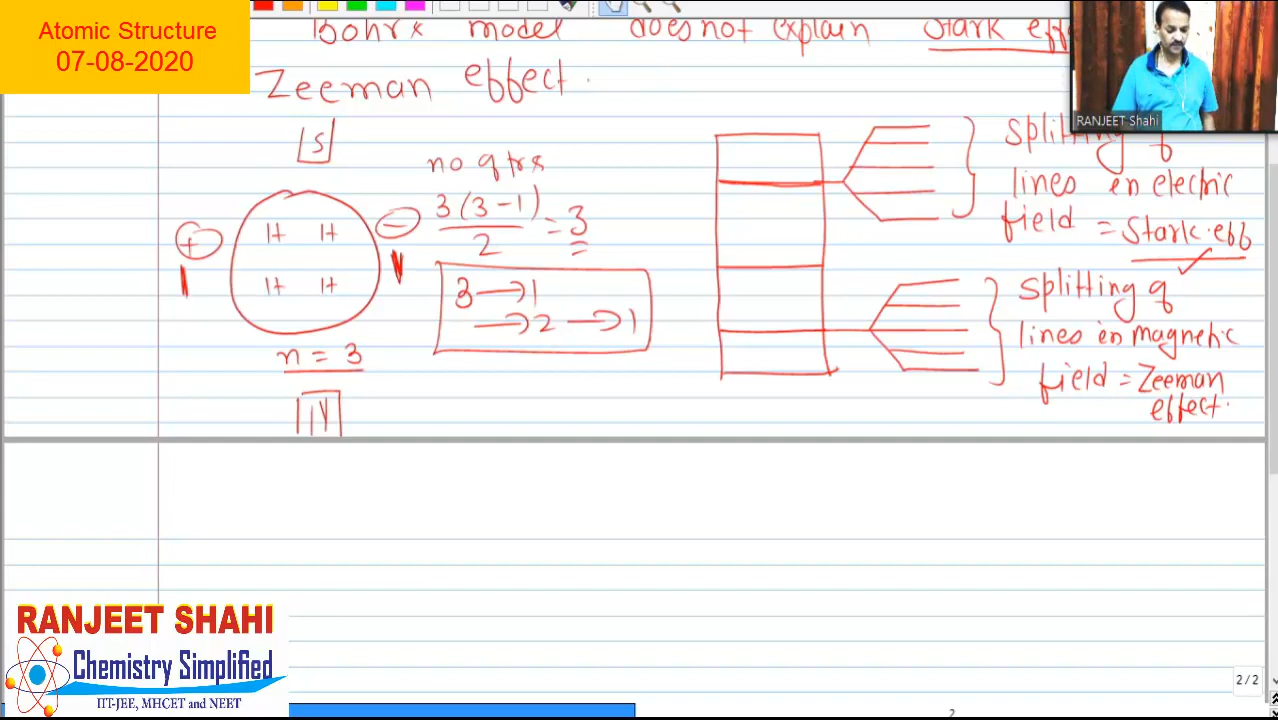 Atomic Structure
07-08-2020
Bohrs model does not explain Stark eff
Zeeman effect.
RANJEET Shahi
S
no of trs
3(3-1)
2
= 3
3 → 1
→ 2 → 1
+
−
H H
H H
n = 3
N
splitting of
lines in electric
field = Stark. eff
splitting of
lines in magnetic
field = Zeeman
effect.
RANJEET SHAHI
Chemistry Simplified
IIT-JEE, MHCET and NEET
2/2
2